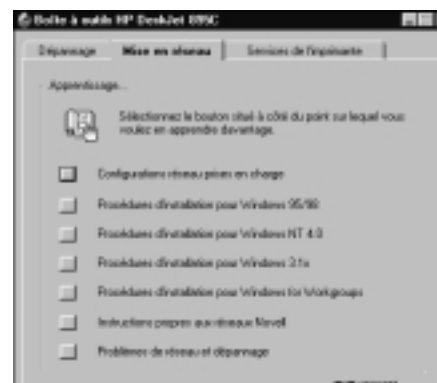 Boîte à outils HP DeskJet 895C
Dépannage Mise en réseau Services de l'imprimante
Apprentissage...
Sélectionnez le bouton situé à côté du point sur lequel vous
voulez en apprendre davantage.
Configurations réseau prises en charge
Procédures d'installation pour Windows 95/98
Procédures d'installation pour Windows NT 4.0
Procédures d'installation pour Windows 3.1x
Procédures d'installation pour Windows for Workgroups
Instructions propres aux réseaux Novell
Problèmes de réseau et dépannage